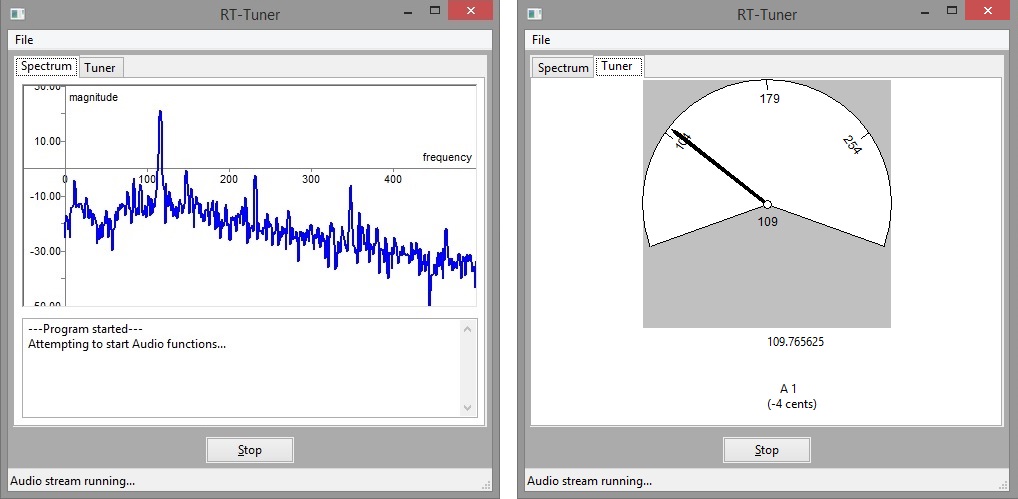 RT-Tuner
File
Spectrum
Tuner
30.00
magnitude
10.00
frequency
0 100 200 300 400
-10.00
-30.00
-50.00
---Program started---
Attempting to start Audio functions...
Stop
Audio stream running...
RT-Tuner
File
Spectrum
Tuner
179
104
254
109
109.765625
A 1
(-4 cents)
Stop
Audio stream running...